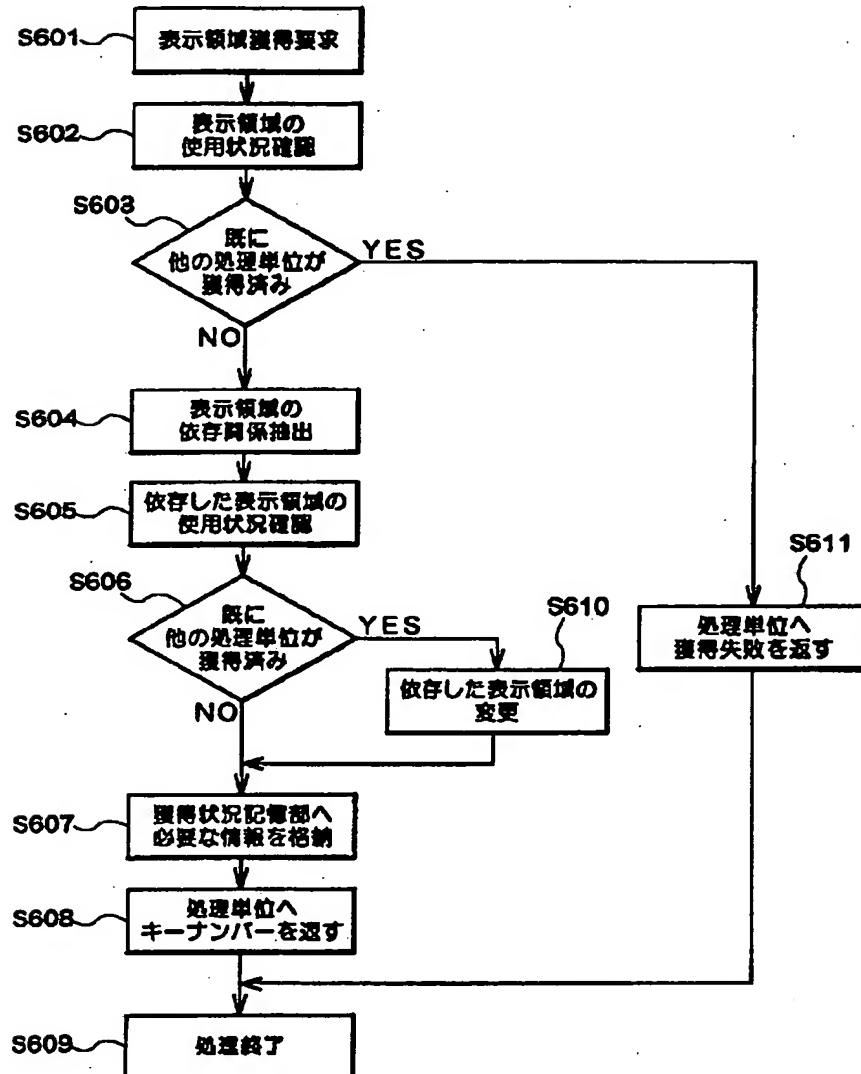 S601
表示領域獲得要求
S602
表示領域の
使用状況確認
S603
既に
他の処理単位が
獲得済み
YES
NO
S604
表示領域の
依存関係抽出
S605
依存した表示領域の
使用状況確認
S606
既に
他の処理単位が
獲得済み
YES
NO
S610
依存した表示領域の
変更
S611
処理単位へ
獲得失敗を返す
S607
獲得状況記憶部へ
必要な情報を格納
S608
処理単位へ
キーナンバーを返す
S609
処理終了